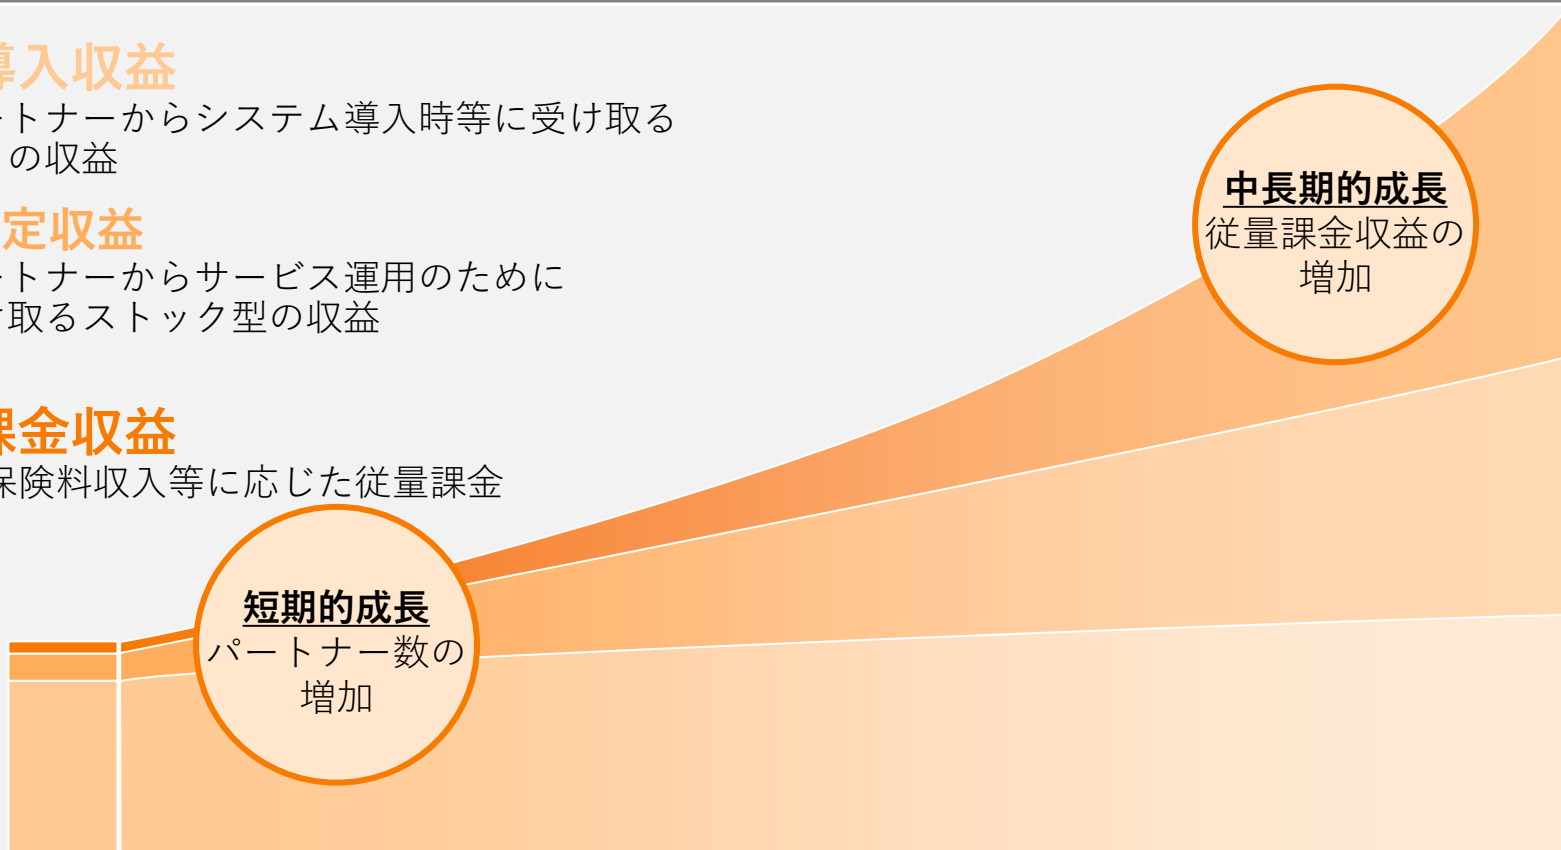 導入収益
ートナーからシステム導入時等に受け取る
の収益
定収益
ートナーからサービス運用のために
取るストック型の収益
課金収益
保険料収入等に応じた従量課金
短期的成長
パートナー数の
増加
中長期的成長
従量課金収益の
増加